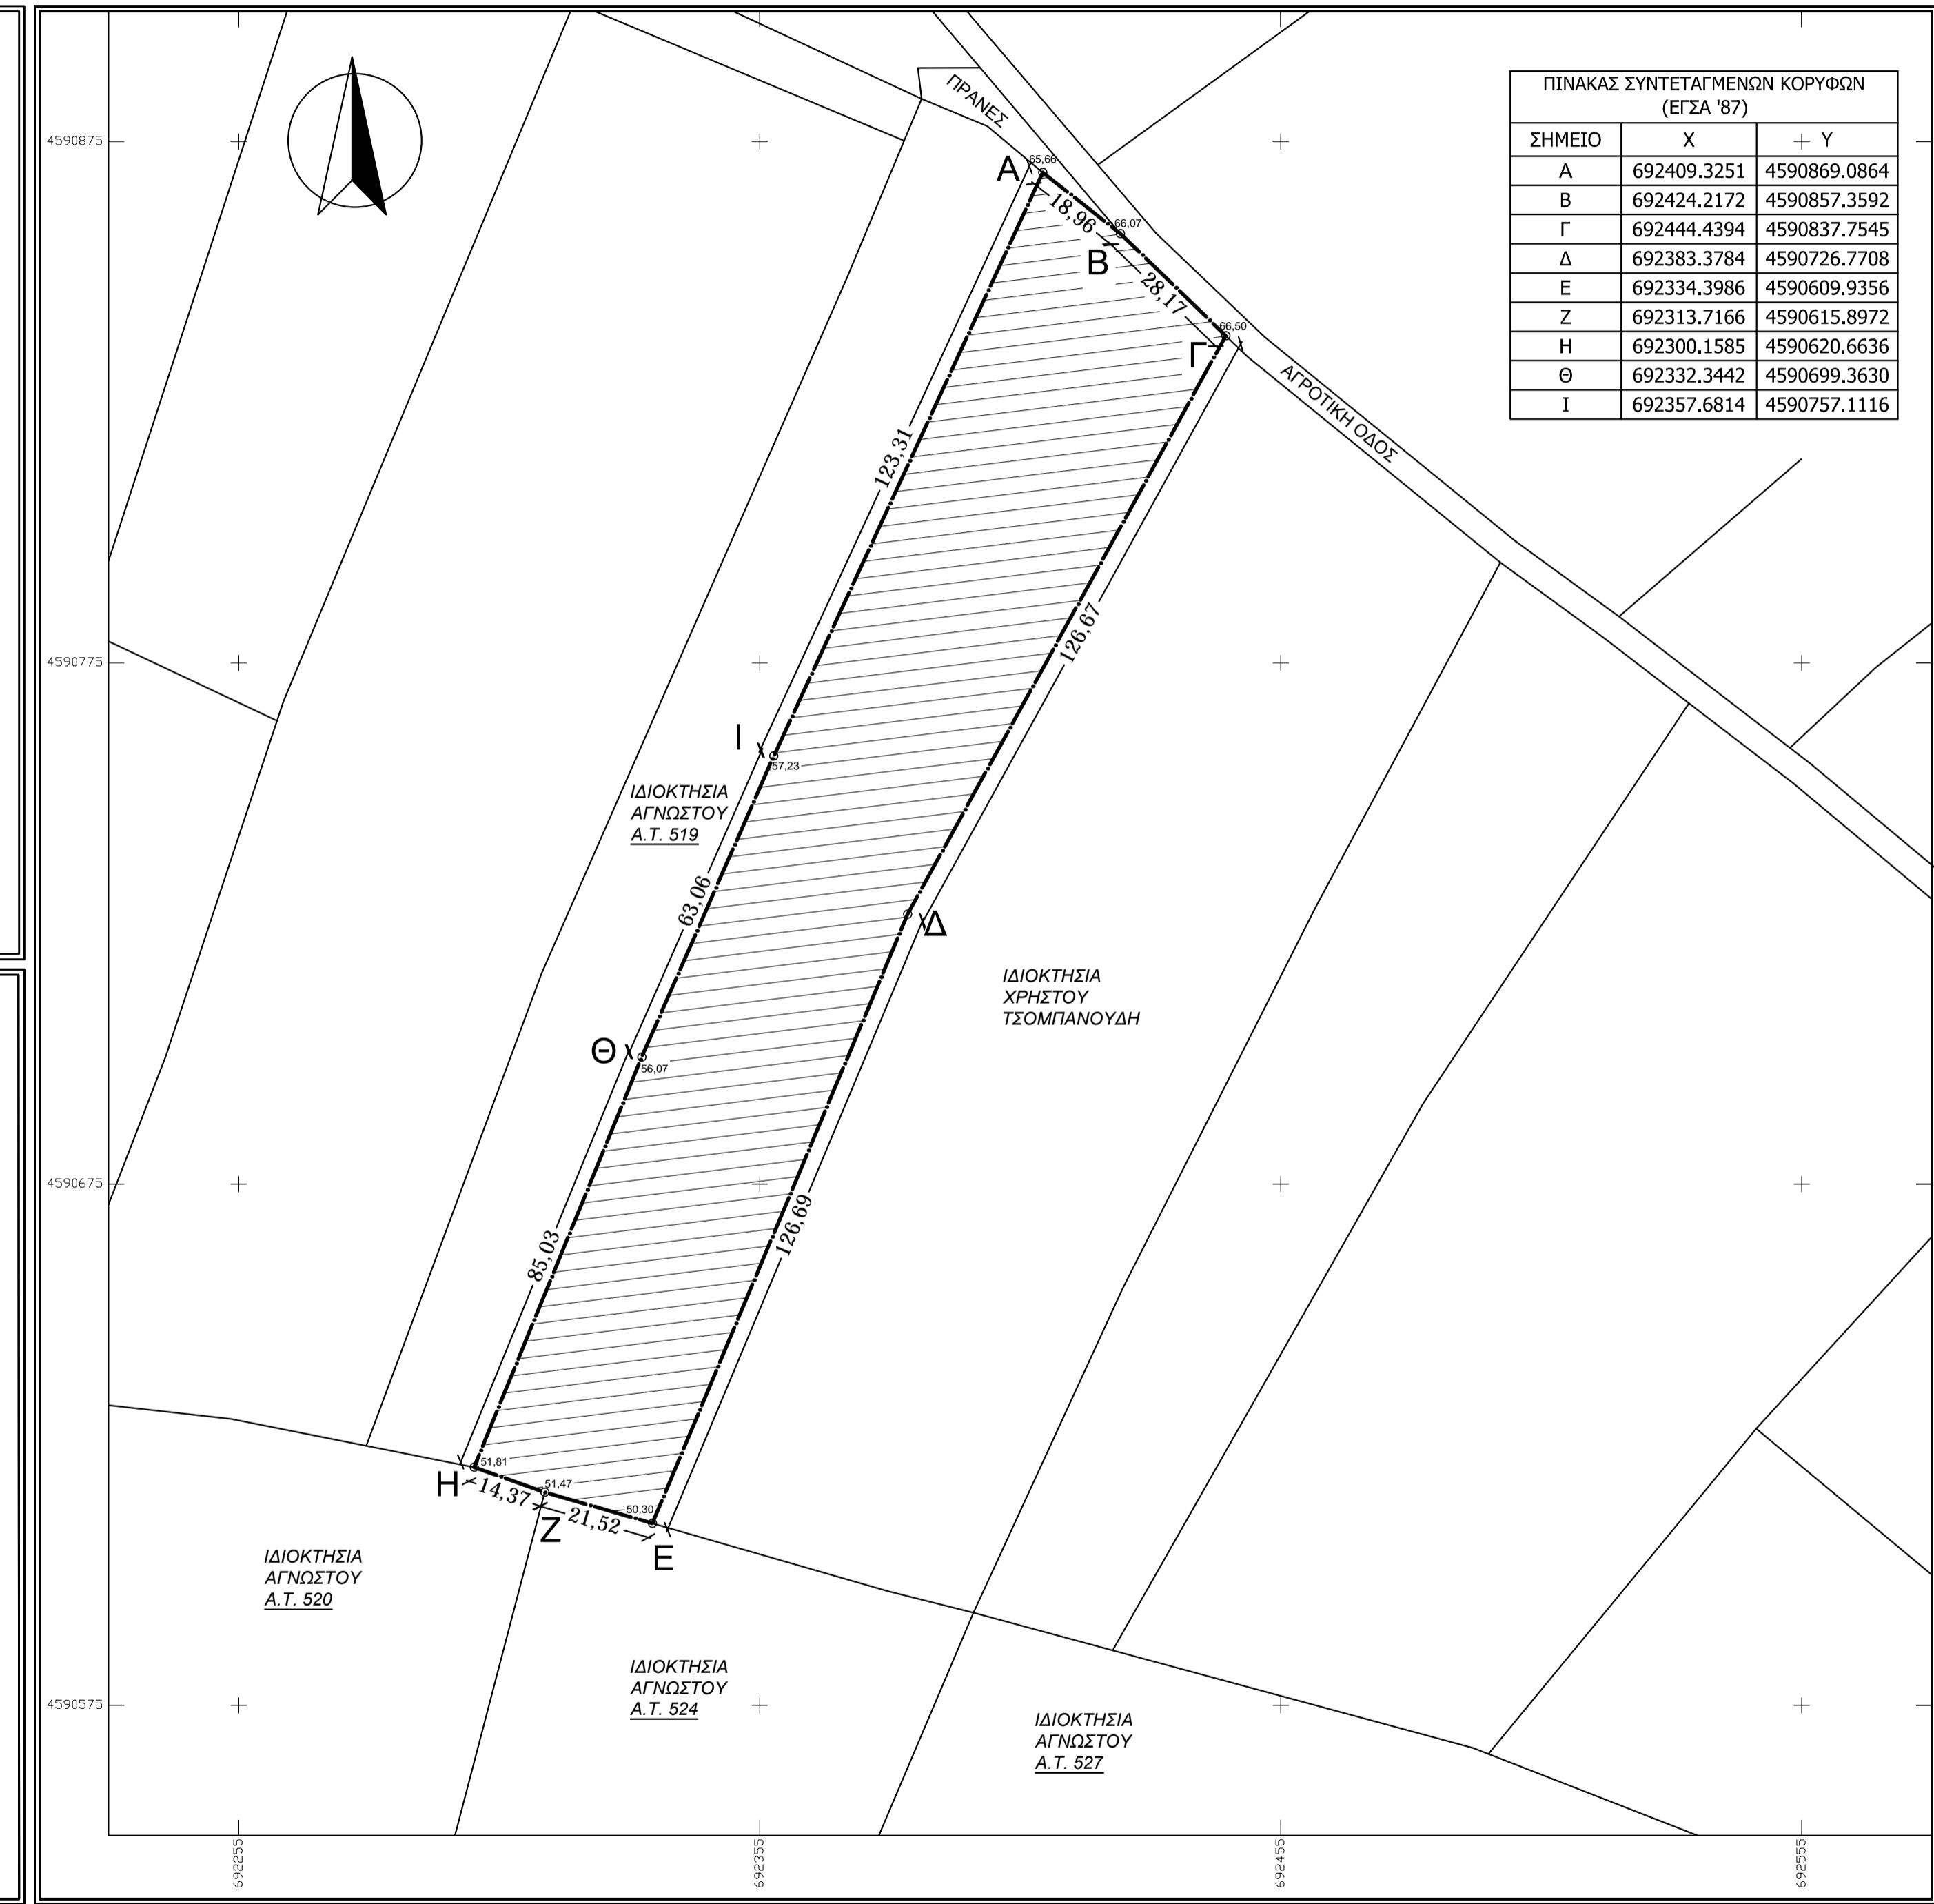 ΠΙΝΑΚΑΣ ΣΥΝΤΕΤΑΓΜΕΝΩΝ ΚΟΡΥΦΩΝ
(ΕΓΣΑ '87)
ΣΗΜΕΙΟ X Y
Α 692409.3251 4590869.0864
Β 692424.2172 4590857.3592
Γ 692444.4394 4590837.7545
Δ 692383.3784 4590726.7708
Ε 692334.3986 4590609.9356
Ζ 692313.7166 4590615.8972
Η 692300.1585 4590620.6636
Θ 692332.3442 4590699.3630
Ι 692357.6814 4590757.1116
ΠΡΑΝΕΣ
4590875
65,66
Α
18,96
66,07
Β
28,17
66,50
Γ
ΑΓΡΟΤΙΚΗ ΟΔΟΣ
123,31
126,67
4590775
Ι
57,23
ΙΔΙΟΚΤΗΣΙΑ
ΑΓΝΩΣΤΟΥ
Α.Τ. 519
63,06
Δ
ΙΔΙΟΚΤΗΣΙΑ
ΧΡΗΣΤΟΥ
ΤΣΟΜΠΑΝΟΥΔΗ
Θ
56,07
4590675
126,69
85,03
51,81
Η
14,37
51,47
Ζ
21,52
50,30
Ε
ΙΔΙΟΚΤΗΣΙΑ
ΑΓΝΩΣΤΟΥ
Α.Τ. 520
ΙΔΙΟΚΤΗΣΙΑ
ΑΓΝΩΣΤΟΥ
Α.Τ. 524
ΙΔΙΟΚΤΗΣΙΑ
ΑΓΝΩΣΤΟΥ
Α.Τ. 527
4590575
692255
692355
692455
692555